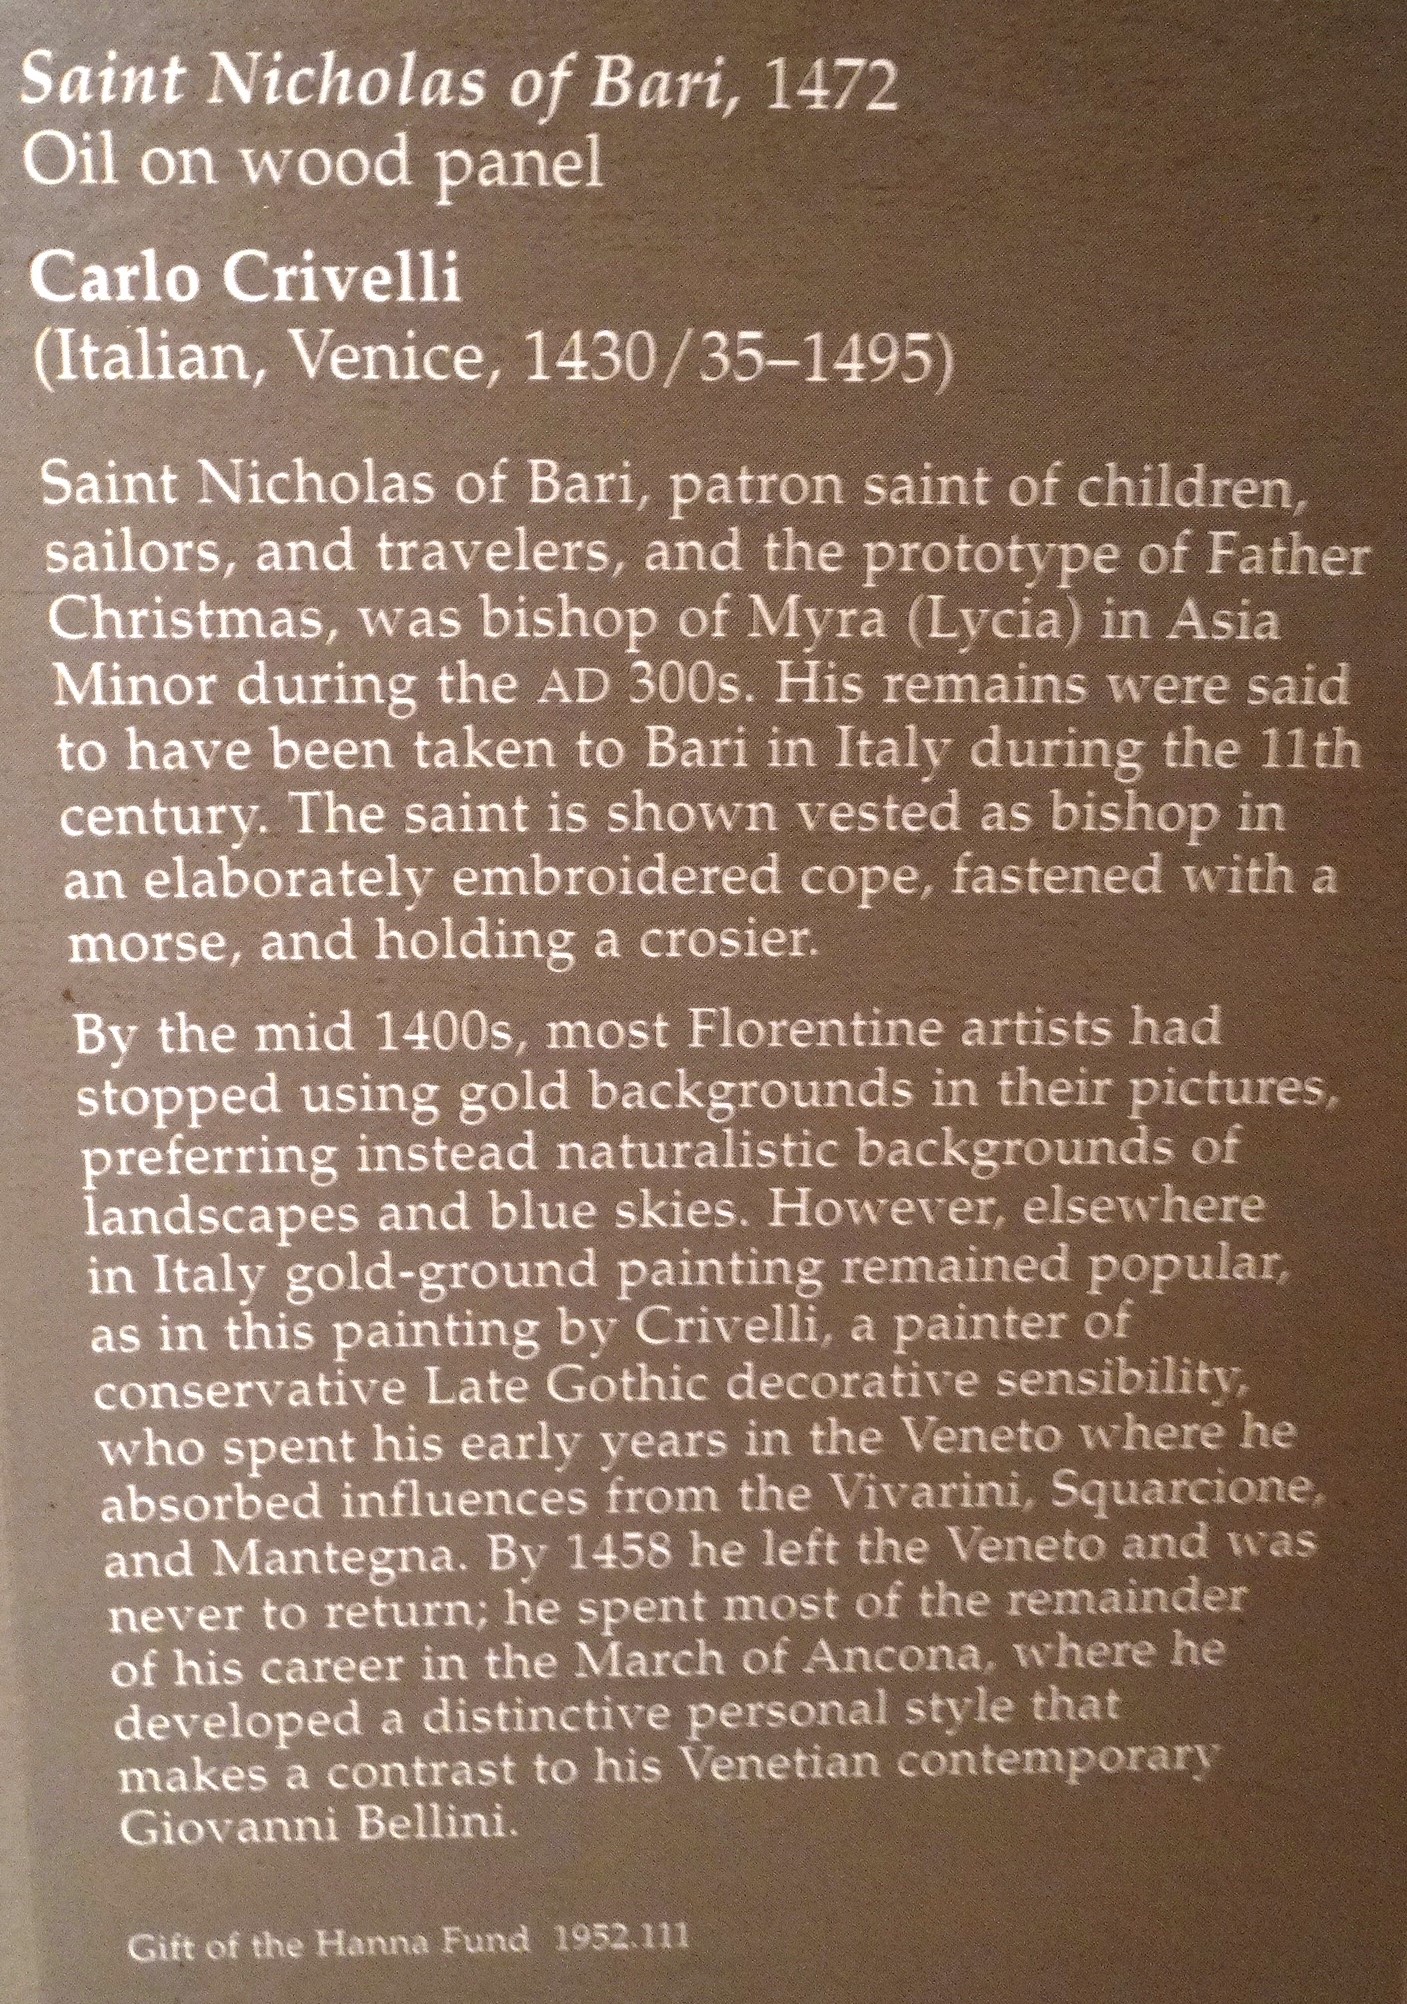 Saint Nicholas of Bari, 1472
Oil on wood panel
Carlo Crivelli
(Italian, Venice, 1430/35–1495)
Saint Nicholas of Bari, patron saint of children,
sailors, and travelers, and the prototype of Father
Christmas, was bishop of Myra (Lycia) in Asia
Minor during the AD 300s. His remains were said
to have been taken to Bari in Italy during the 11th
century. The saint is shown vested as bishop in
an elaborately embroidered cope, fastened with a
morse, and holding a crosier.
By the mid 1400s, most Florentine artists had
stopped using gold backgrounds in their pictures,
preferring instead naturalistic backgrounds of
landscapes and blue skies. However, elsewhere
in Italy gold-ground painting remained popular,
as in this painting by Crivelli, a painter of
conservative Late Gothic decorative sensibility,
who spent his early years in the Veneto where he
absorbed influences from the Vivarini, Squarcione,
and Mantegna. By 1458 he left the Veneto and was
never to return; he spent most of the remainder
of his career in the March of Ancona, where he
developed a distinctive personal style that
makes a contrast to his Venetian contemporary
Giovanni Bellini.
Gift of the Hanna Fund 1952.111